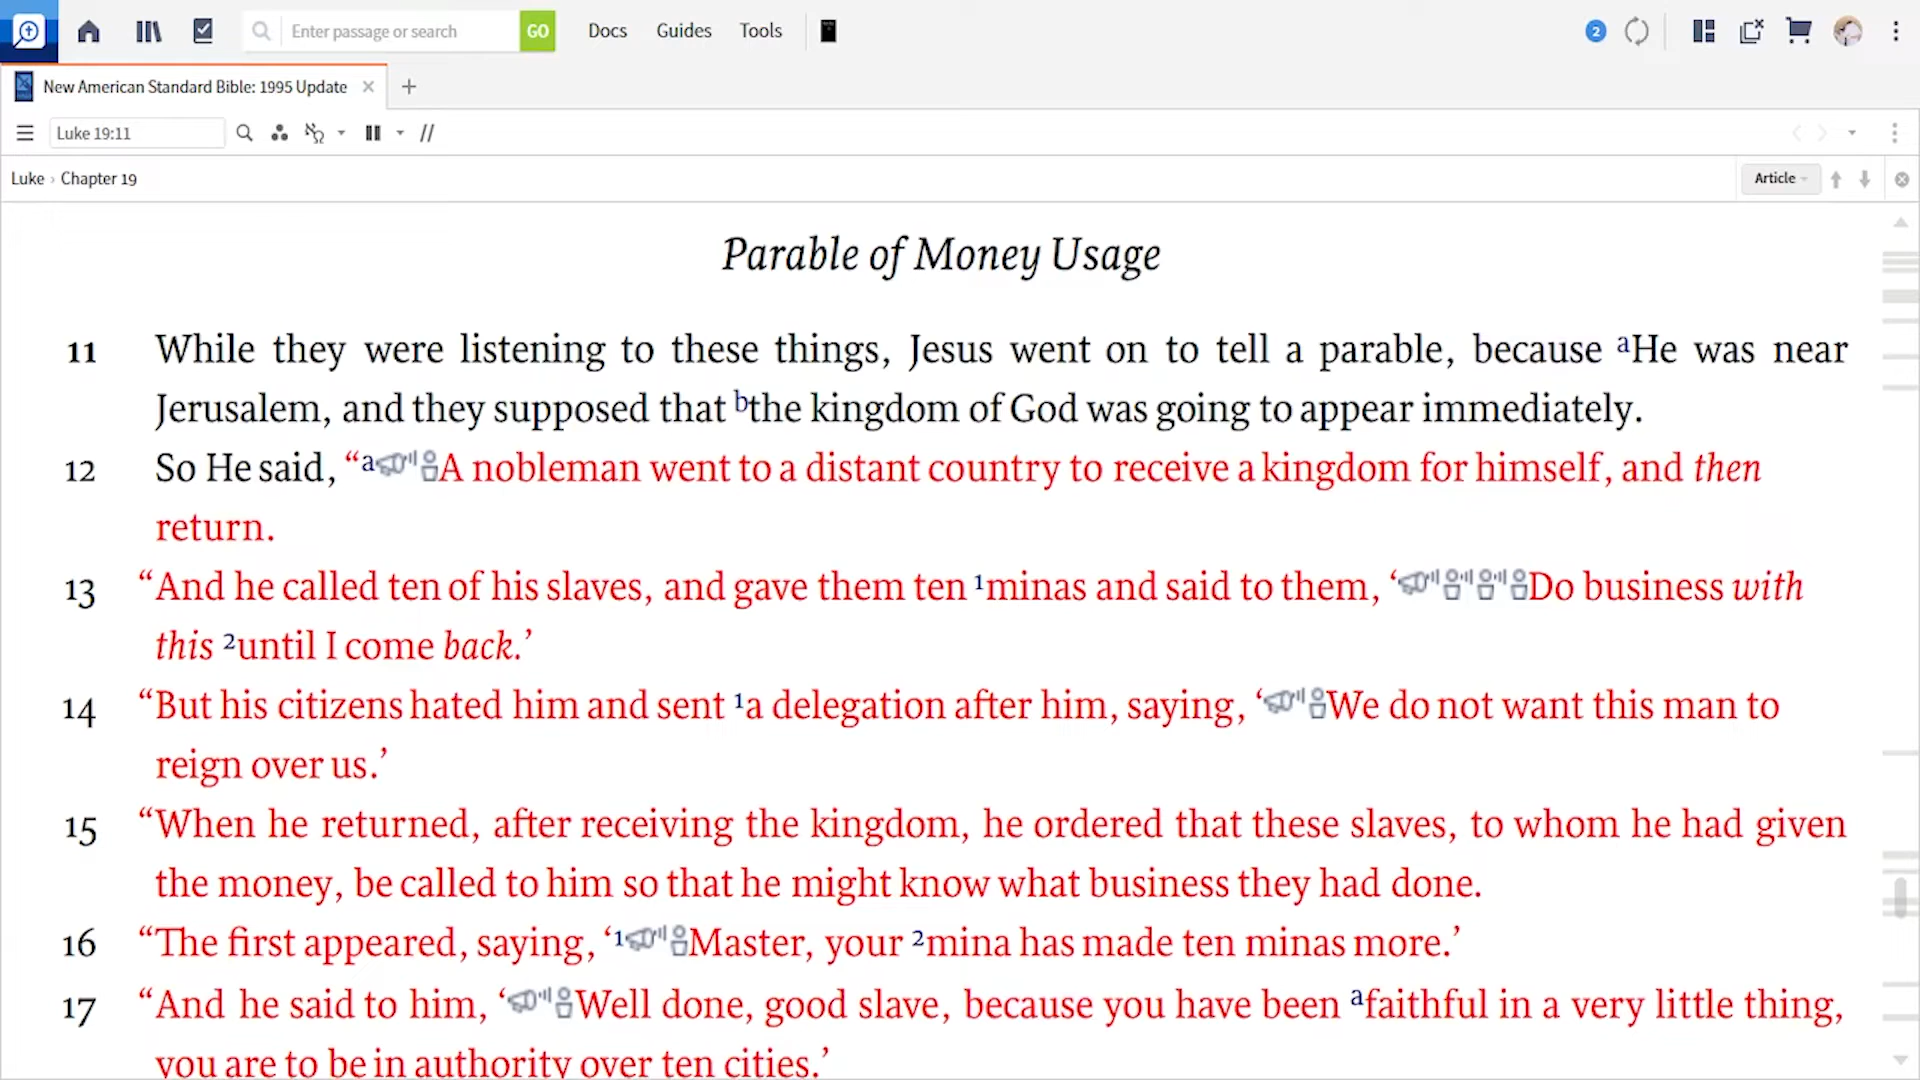 Enter passage or search GO Docs Guides Tools 2
New American Standard Bible: 1995 Update
Luke 19:11
Luke › Chapter 19 Article
Parable of Money Usage
11 While they were listening to these things, Jesus went on to tell a parable, because aHe was near
Jerusalem, and they supposed that bthe kingdom of God was going to appear immediately.
12 So He said, “aA nobleman went to a distant country to receive a kingdom for himself, and then
return.
13 “And he called ten of his slaves, and gave them ten 1minas and said to them, ‘Do business with
this 2until I come back.’
14 “But his citizens hated him and sent 1a delegation after him, saying, ‘We do not want this man to
reign over us.’
15 “When he returned, after receiving the kingdom, he ordered that these slaves, to whom he had given
the money, be called to him so that he might know what business they had done.
16 “The first appeared, saying, ‘1Master, your 2mina has made ten minas more.’
17 “And he said to him, ‘Well done, good slave, because you have been afaithful in a very little thing,
you are to be in authority over ten cities.’